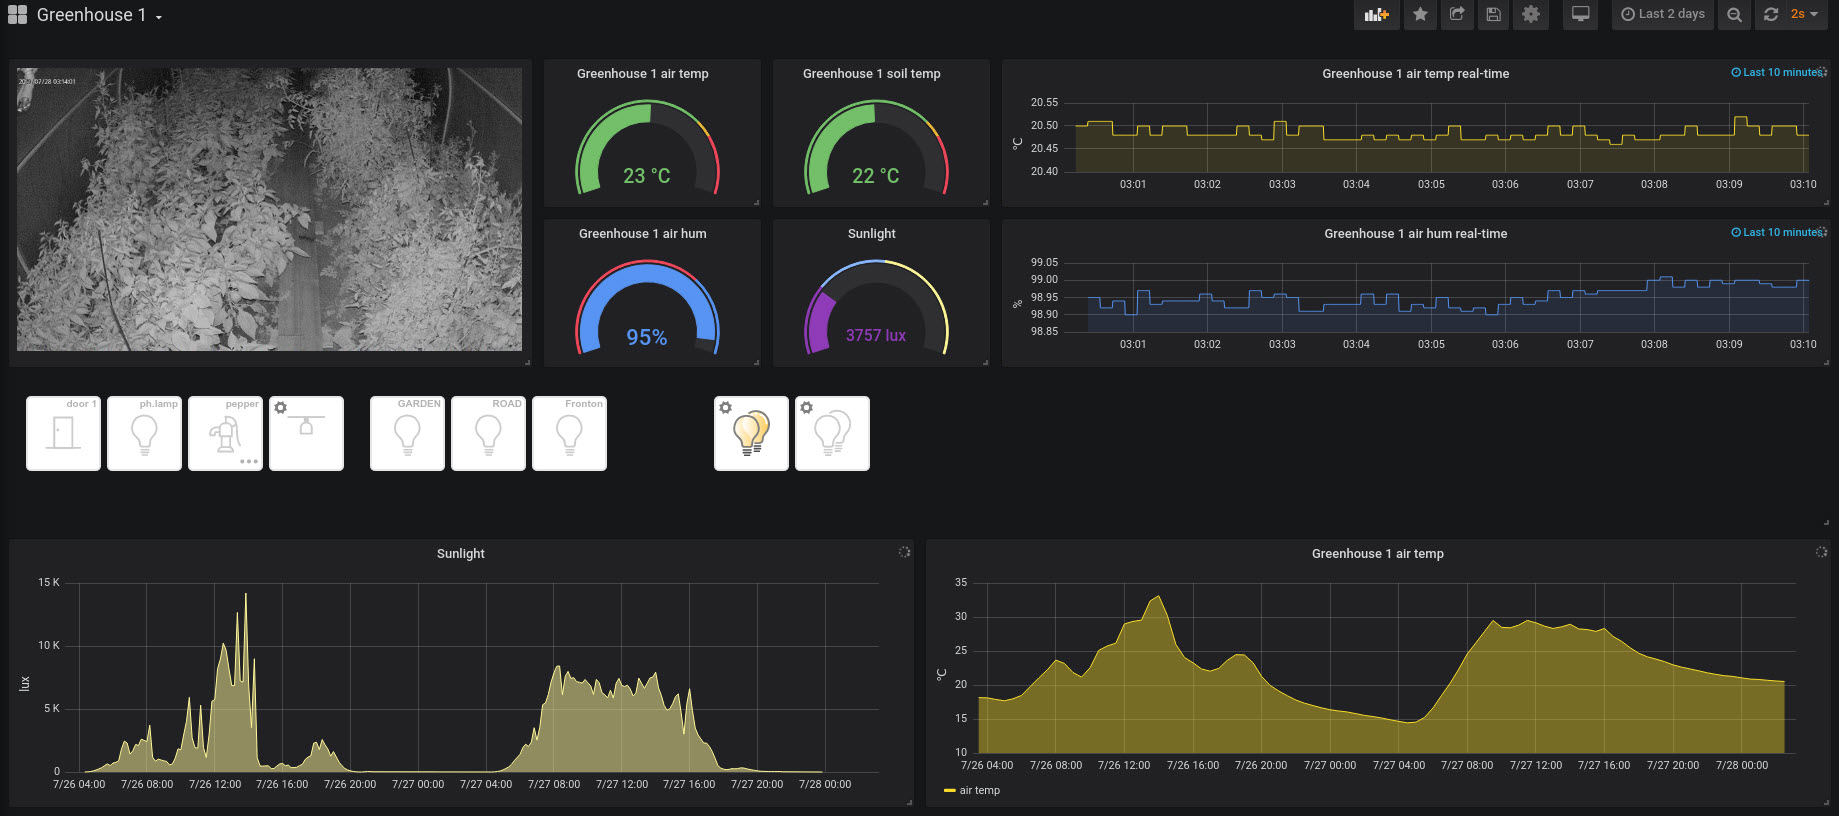 Greenhouse 1
Last 2 days
2s
03:14:01
Greenhouse 1 air temp
23 °C
Greenhouse 1 soil temp
22 °C
Greenhouse 1 air temp real-time
Last 10 minutes
20.55
20.50
20.45
20.40
°C
03:01 03:02 03:03 03:04 03:05 03:06 03:07 03:08 03:09 03:10
Greenhouse 1 air hum
95%
Sunlight
3757 lux
Greenhouse 1 air hum real-time
Last 10 minutes
99.05
99.00
98.95
98.90
98.85
%
03:01 03:02 03:03 03:04 03:05 03:06 03:07 03:08 03:09 03:10
door 1
ph.lamp
pepper
GARDEN
ROAD
Fronton
Sunlight
15 K
10 K
5 K
0
lux
7/26 04:00 7/26 08:00 7/26 12:00 7/26 16:00 7/26 20:00 7/27 00:00 7/27 04:00 7/27 08:00 7/27 12:00 7/27 16:00 7/27 20:00 7/28 00:00
Greenhouse 1 air temp
35
30
25
20
15
10
°C
7/26 04:00 7/26 08:00 7/26 12:00 7/26 16:00 7/26 20:00 7/27 00:00 7/27 04:00 7/27 08:00 7/27 12:00 7/27 16:00 7/27 20:00 7/28 00:00
air temp